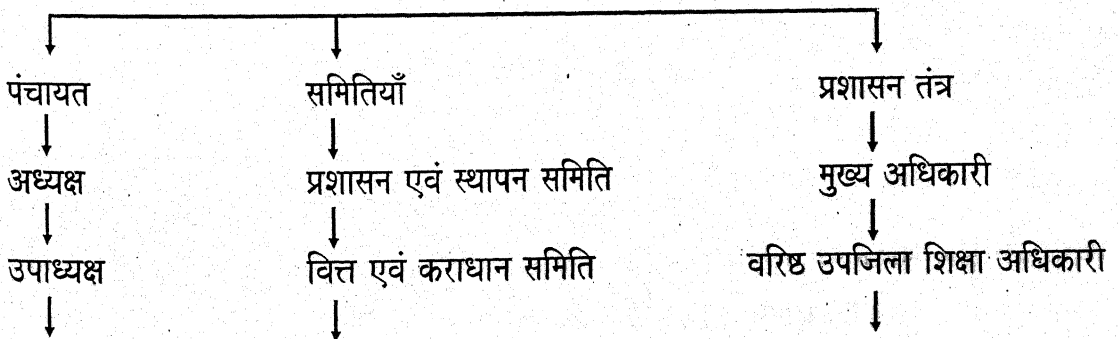 पंचायत समितियाँ प्रशासन तंत्र
अध्यक्ष प्रशासन एवं स्थापन समिति मुख्य अधिकारी
उपाध्यक्ष वित्त एवं कराधान समिति वरिष्ठ उपजिला शिक्षा अधिकारी